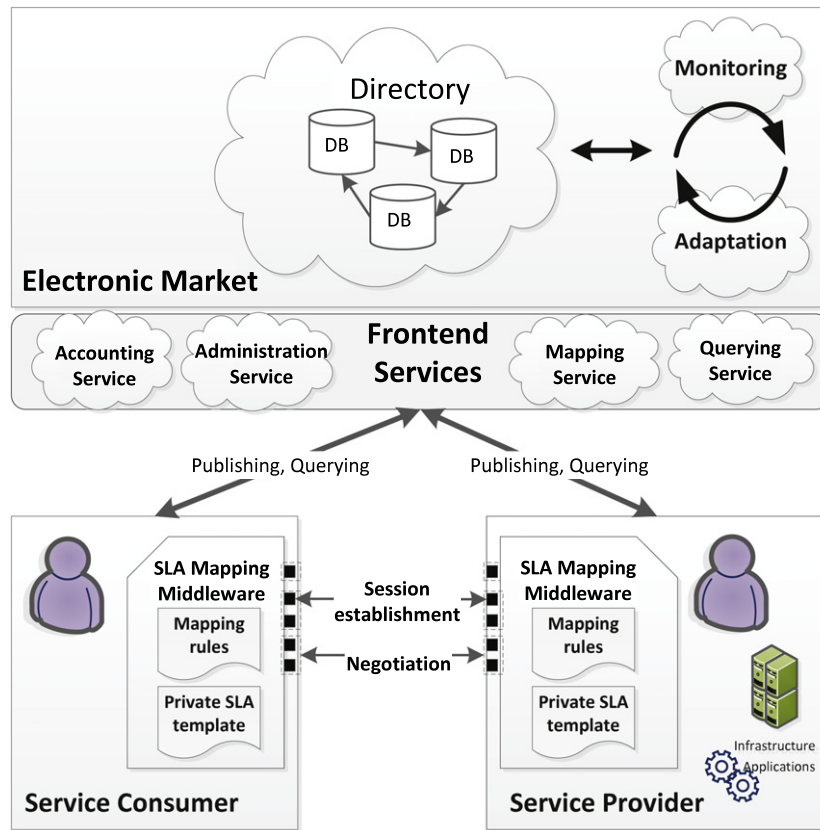 Directory
DB
DB
DB
Monitoring
Adaptation
Electronic Market
Accounting
Service
Administration
Service
Frontend
Services
Mapping
Service
Querying
Service
Publishing, Querying
Publishing, Querying
SLA Mapping
Middleware
Mapping
rules
Private SLA
template
Service Consumer
Session
establishment
Negotiation
SLA Mapping
Middleware
Mapping
rules
Private SLA
template
Infrastructure
Applications
Service Provider